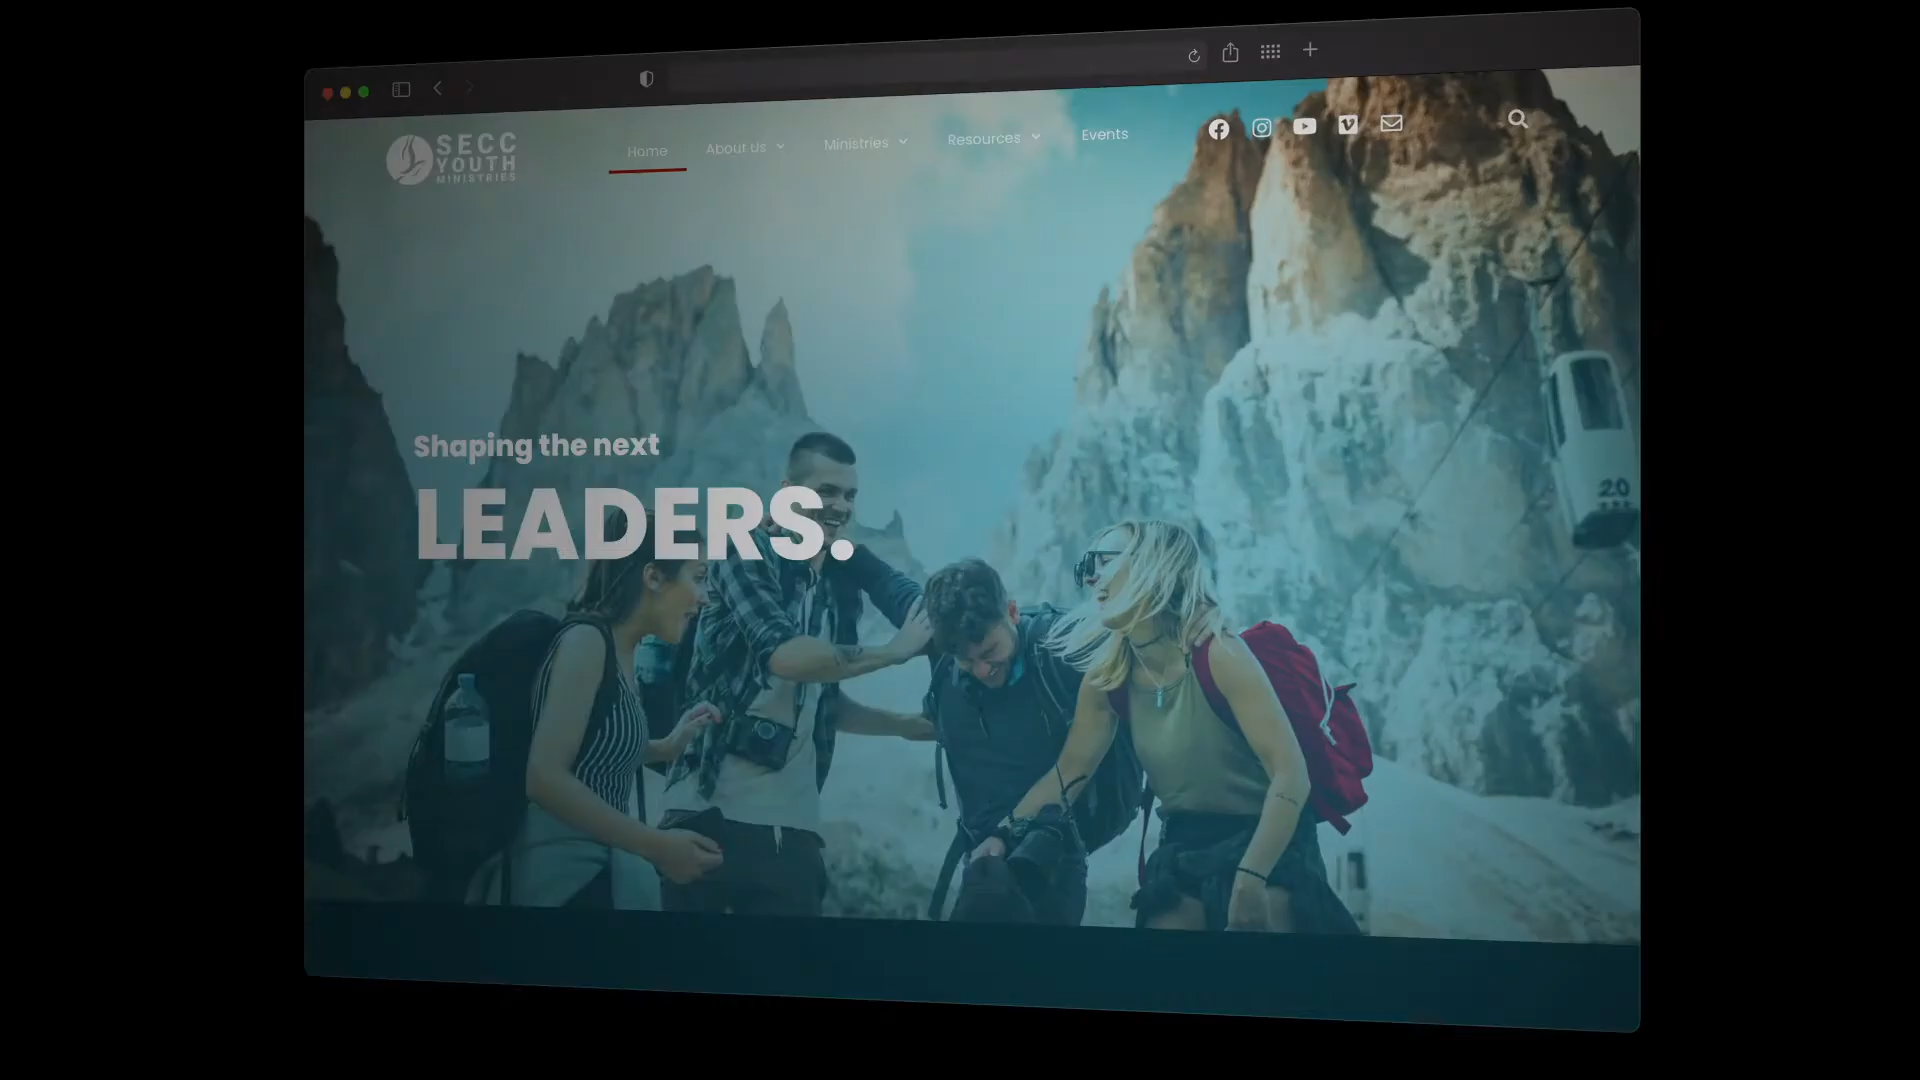 SECC
YOUTH
MINISTRIES
Home
About Us
Ministries
Resources
Events
Shaping the next
LEADERS.
20